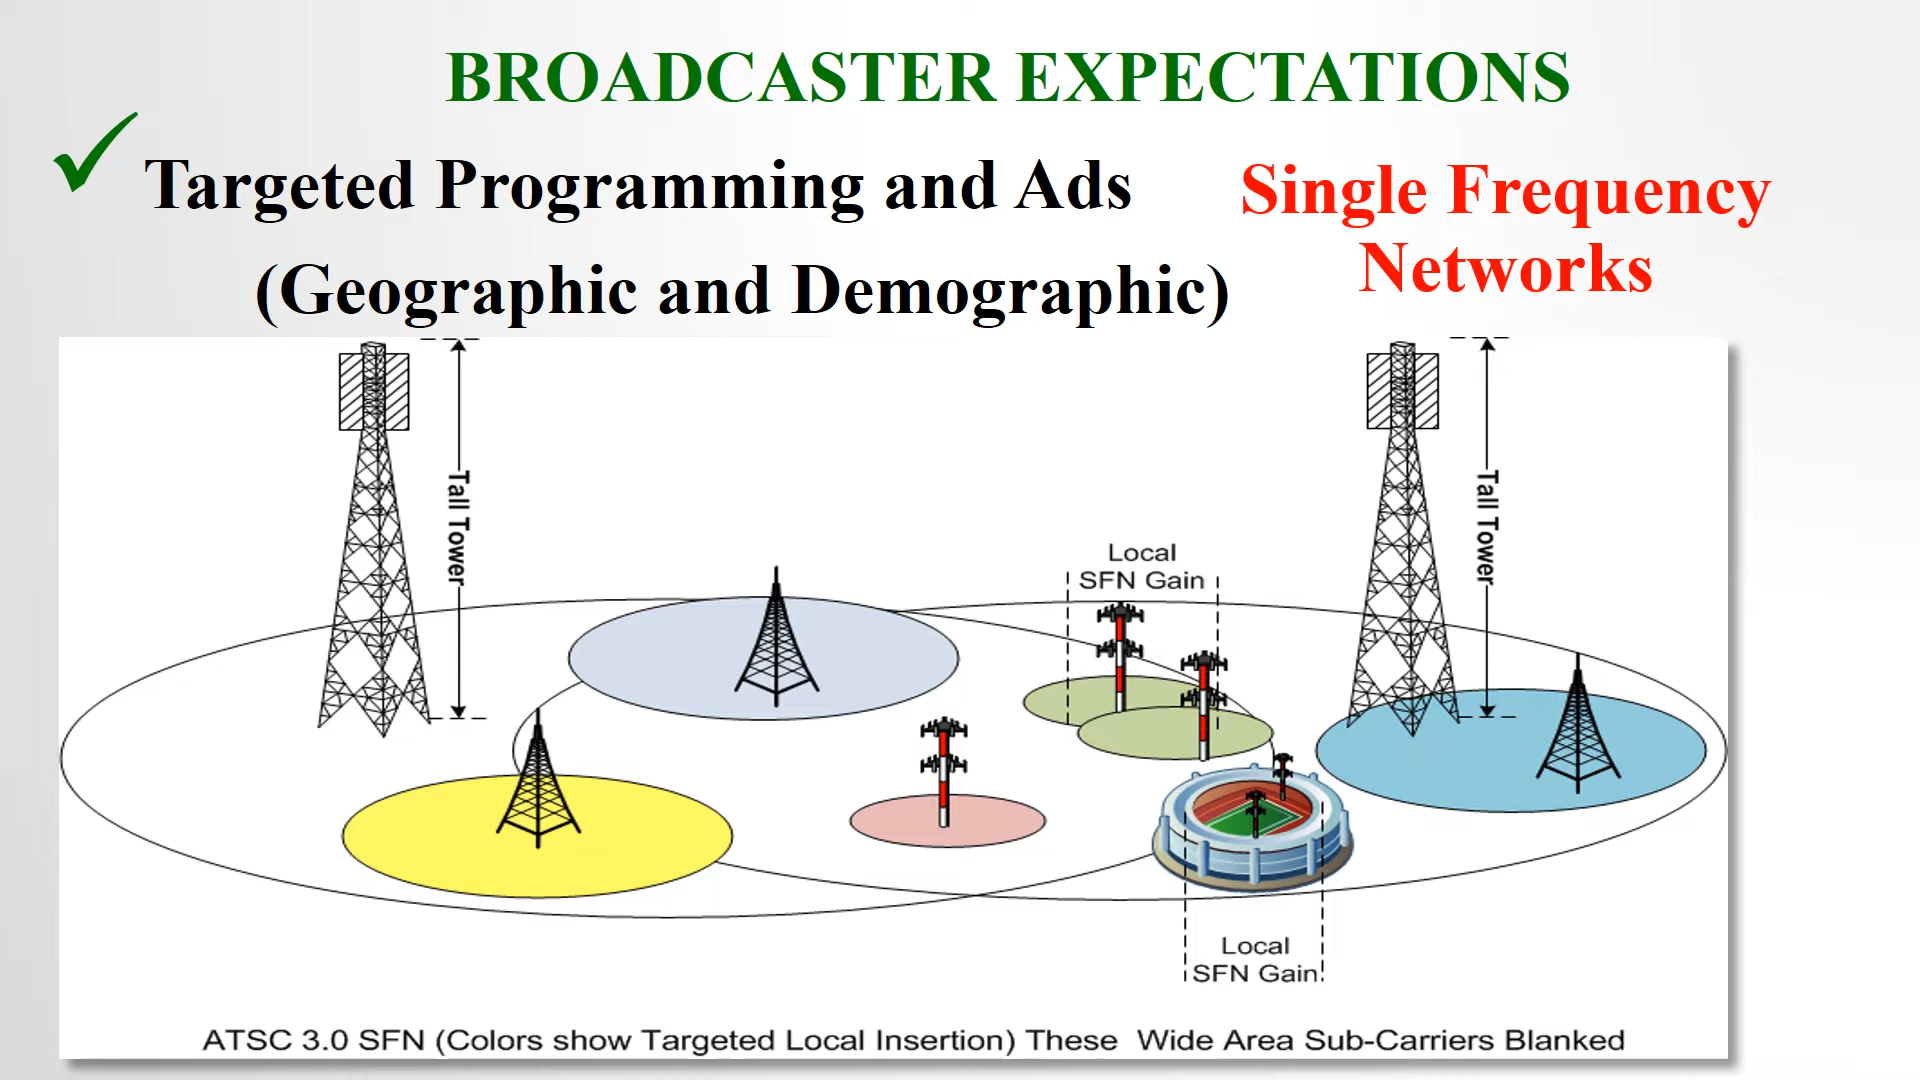 BROADCASTER EXPECTATIONS
Targeted Programming and Ads
(Geographic and Demographic)
Single Frequency
Networks
Tall Tower
Tall Tower
Local
SFN Gain
Local
SFN Gain
ATSC 3.0 SFN (Colors show Targeted Local Insertion) These Wide Area Sub-Carriers Blanked